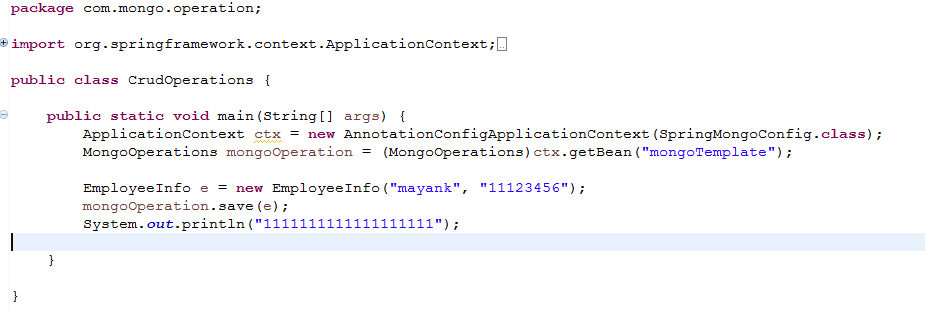 package com.mongo.operation;
import org.springframework.context.ApplicationContext;
public class CrudOperations {
public static void main(String[] args) {
ApplicationContext ctx = new AnnotationConfigApplicationContext(SpringMongoConfig.class);
MongoOperations mongoOperation = (MongoOperations)ctx.getBean("mongoTemplate");
EmployeeInfo e = new EmployeeInfo("mayank", "11123456");
mongoOperation.save(e);
System.out.println("1111111111111111111");
}
}